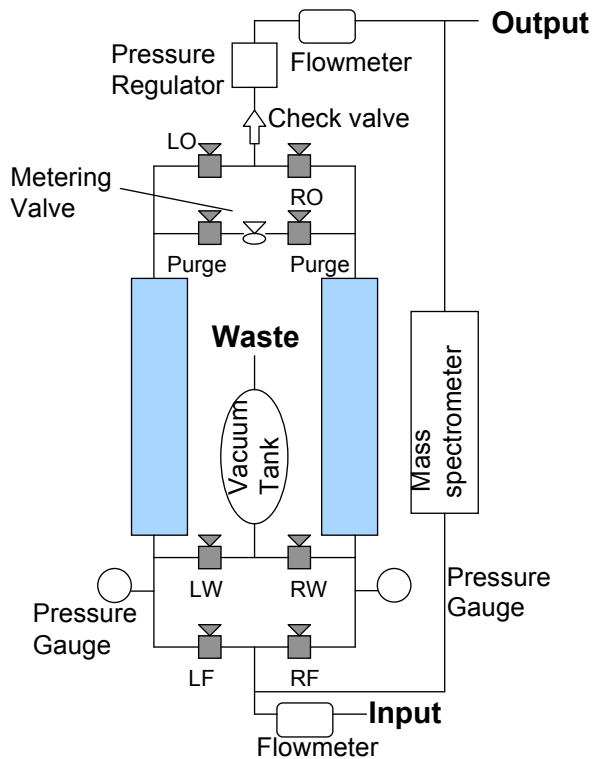 Output
Pressure
Regulator
Flowmeter
Check valve
LO
Metering
Valve
RO
Purge
Purge
Waste
Vacuum
Tank
Mass
spectrometer
LW
RW
Pressure
Gauge
Pressure
Gauge
LF
RF
Input
Flowmeter